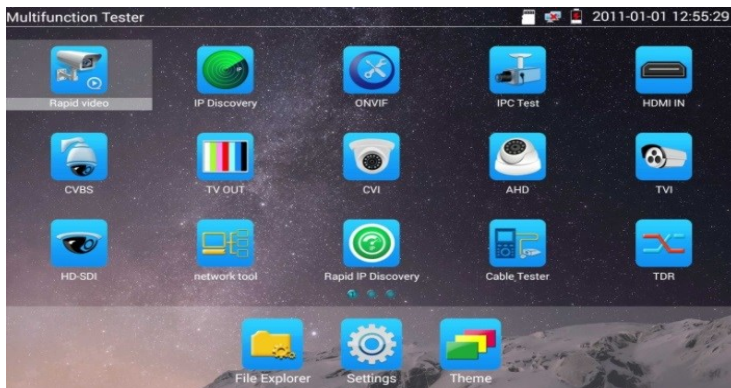 Multifunction Tester 2011-01-01 12:55:29
Rapid video IP Discovery ONVIF IPC Test HDMI IN
CVBS TV OUT CVI AHD TVI
HD-SDI network tool Rapid IP Discovery Cable Tester TDR
File Explorer Settings Theme